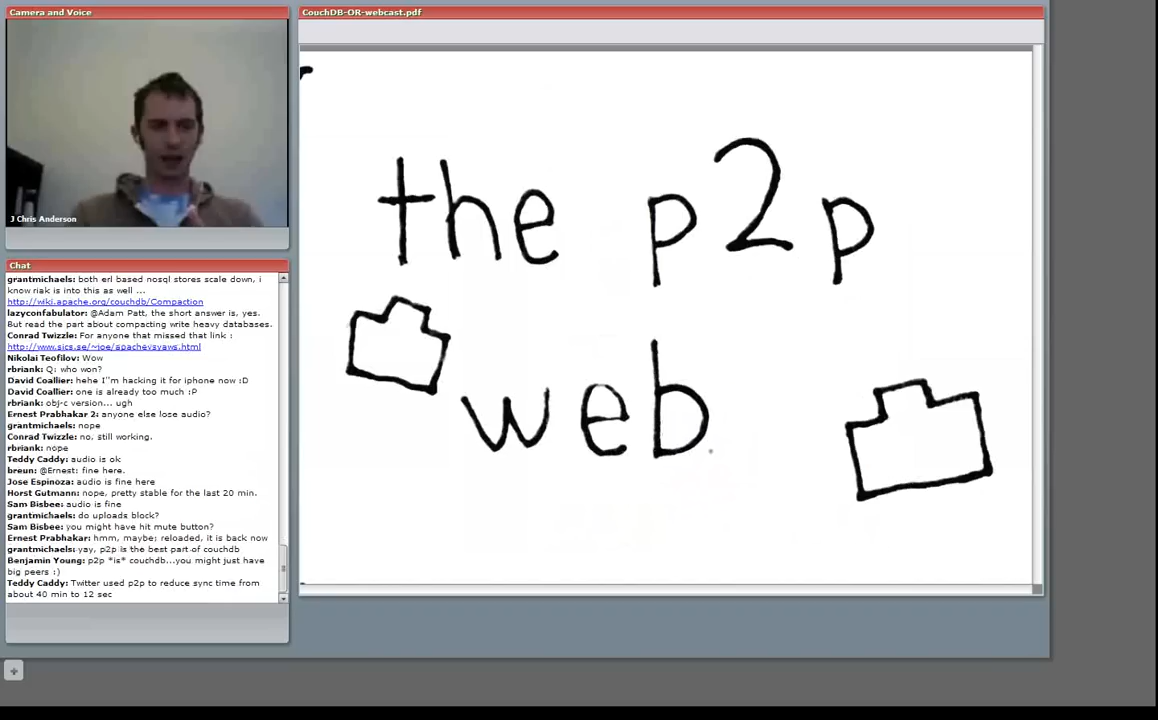 Camera and Voice
J Chris Anderson
Chat
grantmichaels: both erl based nosql stores scale down, i
know riak is into this as well ...
http://wiki.apache.org/couchdb/Compaction
lazyconfabulator: @Adam Patt, the short answer is, yes.
But read the part about compacting write heavy databases.
Conrad Twizzle: For anyone that missed that link :
http://www.sics.se/~joe/apachevsyaws.html
Nikolai Teofilov: Wow
rbriank: Q: who won?
David Coallier: hehe I"m hacking it for iphone now :D
David Coallier: one is already too much :P
rbriank: obj-c version... ugh
Ernest Prabhakar 2: anyone else lose audio?
grantmichaels: nope
Conrad Twizzle: no, still working.
rbriank: nope
Teddy Caddy: audio is ok
breun: @Ernest: fine here.
Jose Espinoza: audio is fine here
Horst Gutmann: nope, pretty stable for the last 20 min.
Sam Bisbee: audio is fine
grantmichaels: do uploads block?
Sam Bisbee: you might have hit mute button?
Ernest Prabhakar: hmm, maybe; reloaded, it is back now
grantmichaels: yay, p2p is the best part of couchdb
Benjamin Young: p2p *is* couchdb...you might just have
big peers :)
Teddy Caddy: Twitter used p2p to reduce sync time from
about 40 min to 12 sec
CouchDB-OR-webcast.pdf
the p2p
web